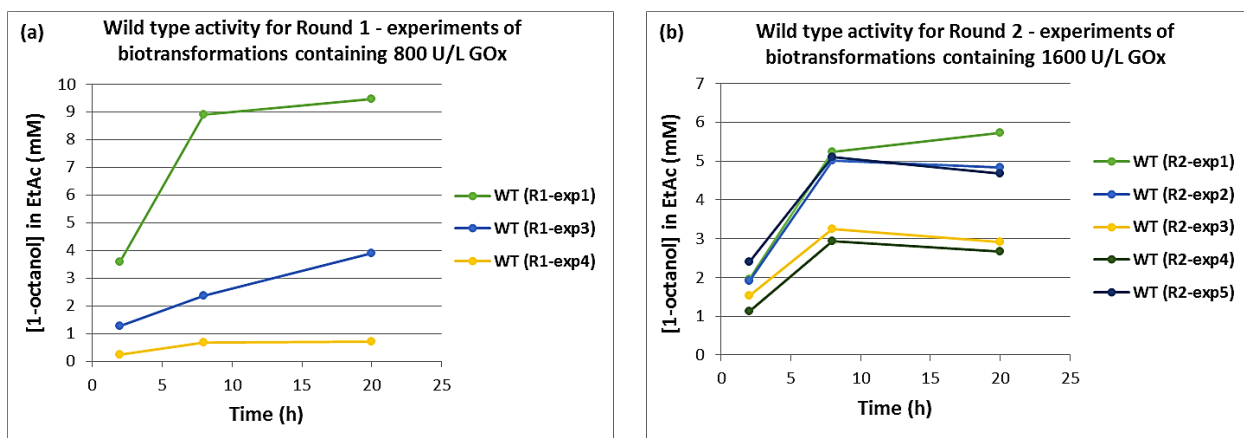 (a)
Wild type activity for Round 1 - experiments of
biotransformations containing 800 U/L GOx
10
9
8
7
6
5
4
3
2
1
0
[1-octanol] in EtAc (mM)
0 5 10 15 20 25
Time (h)
WT (R1-exp1)
WT (R1-exp3)
WT (R1-exp4)
(b)
Wild type activity for Round 2 - experiments of
biotransformations containing 1600 U/L GOx
7
6
5
4
3
2
1
0
[1-octanol] in EtAc (mM)
0 5 10 15 20 25
Time (h)
WT (R2-exp1)
WT (R2-exp2)
WT (R2-exp3)
WT (R2-exp4)
WT (R2-exp5)